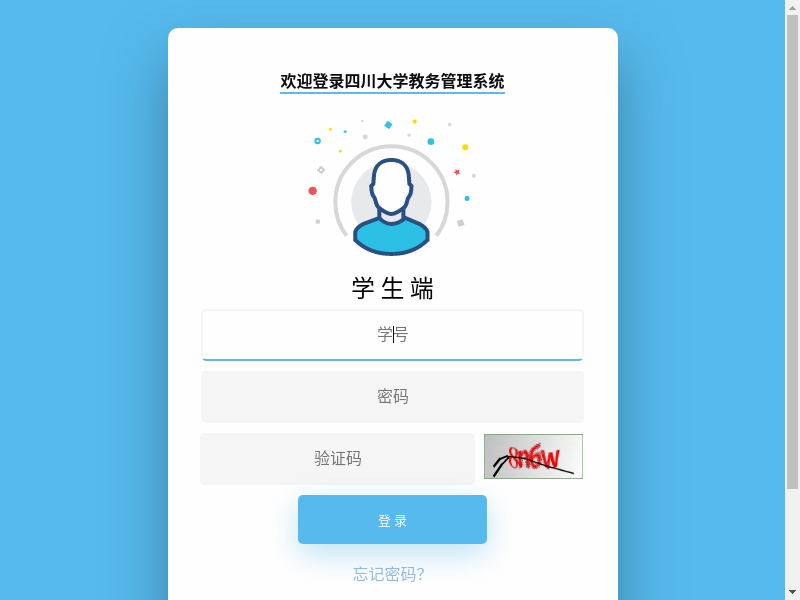 欢迎登录四川大学教务管理系统
学 生 端
学号
密码
验证码
8n6w
登 录
忘记密码?